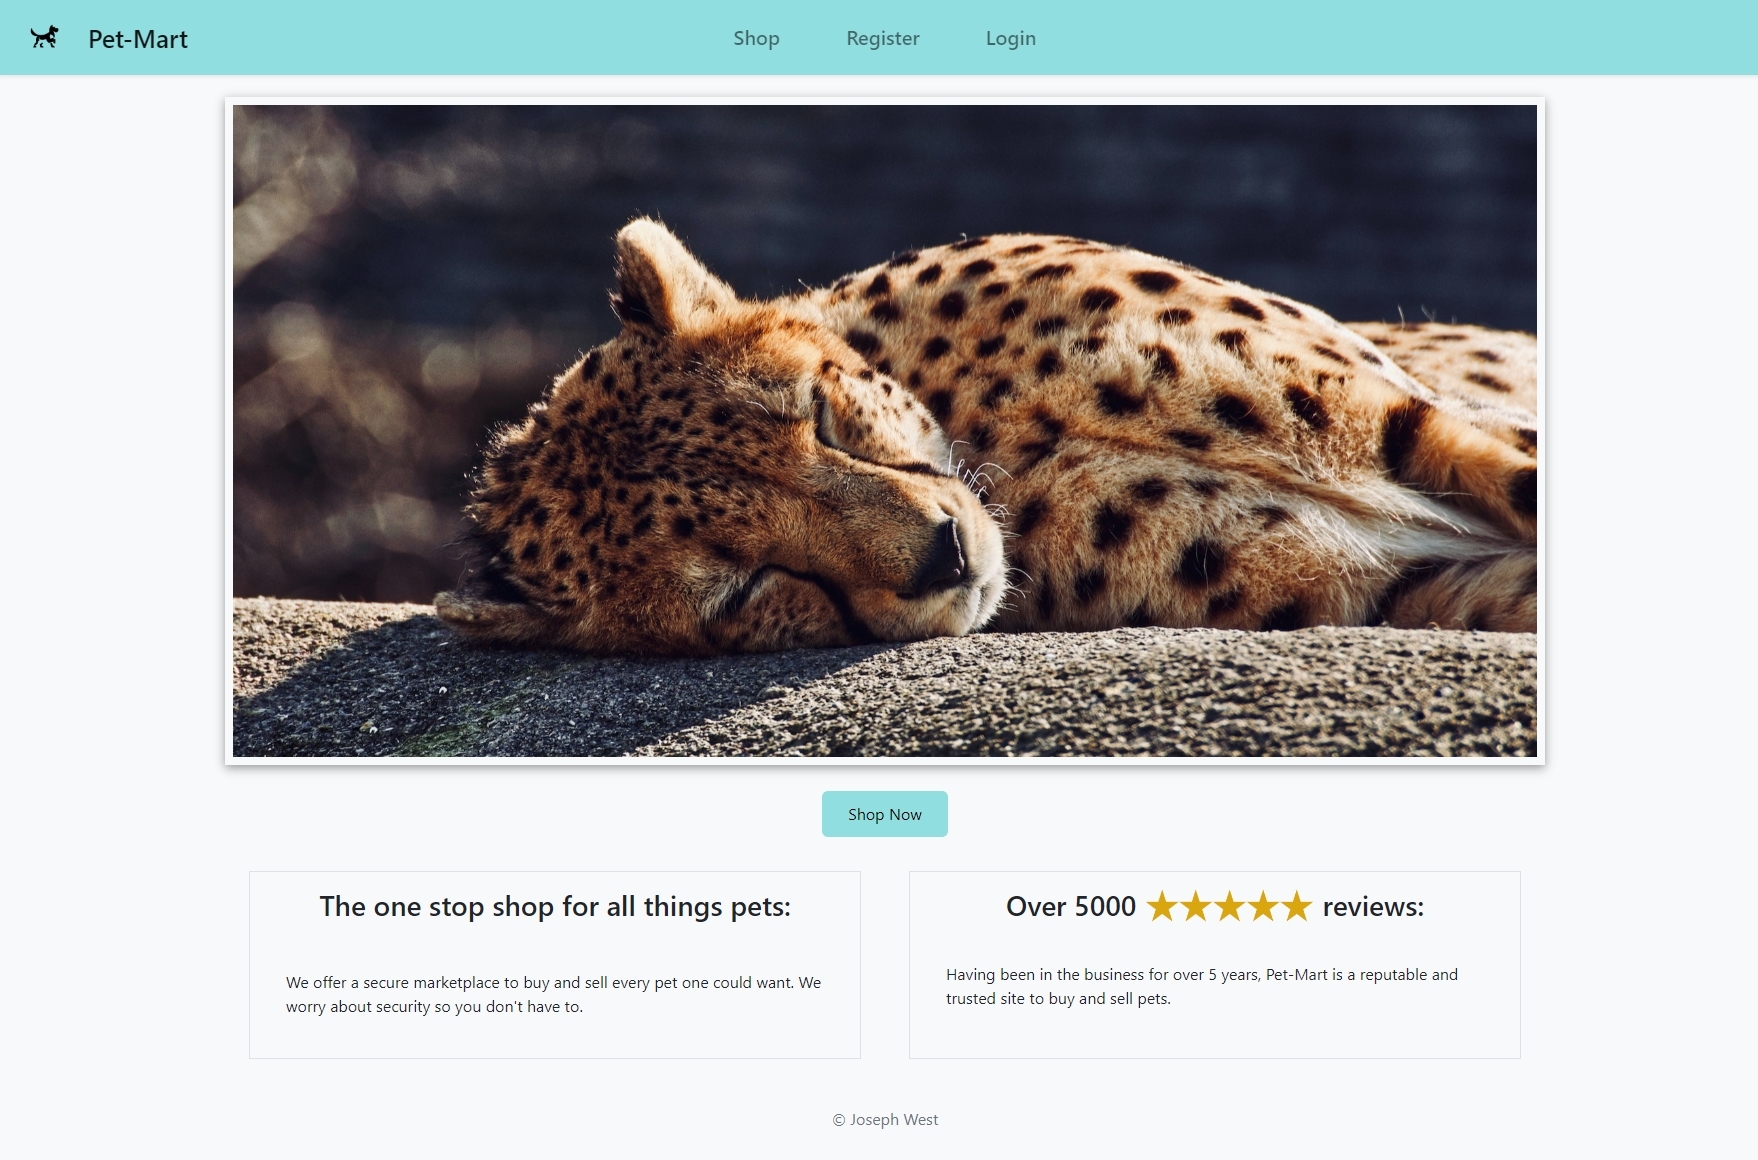 Pet-Mart
Shop
Register
Login
Shop Now
The one stop shop for all things pets:
We offer a secure marketplace to buy and sell every pet one could want. We
worry about security so you don't have to.
Over 5000 ★★★★★ reviews:
Having been in the business for over 5 years, Pet-Mart is a reputable and
trusted site to buy and sell pets.
© Joseph West